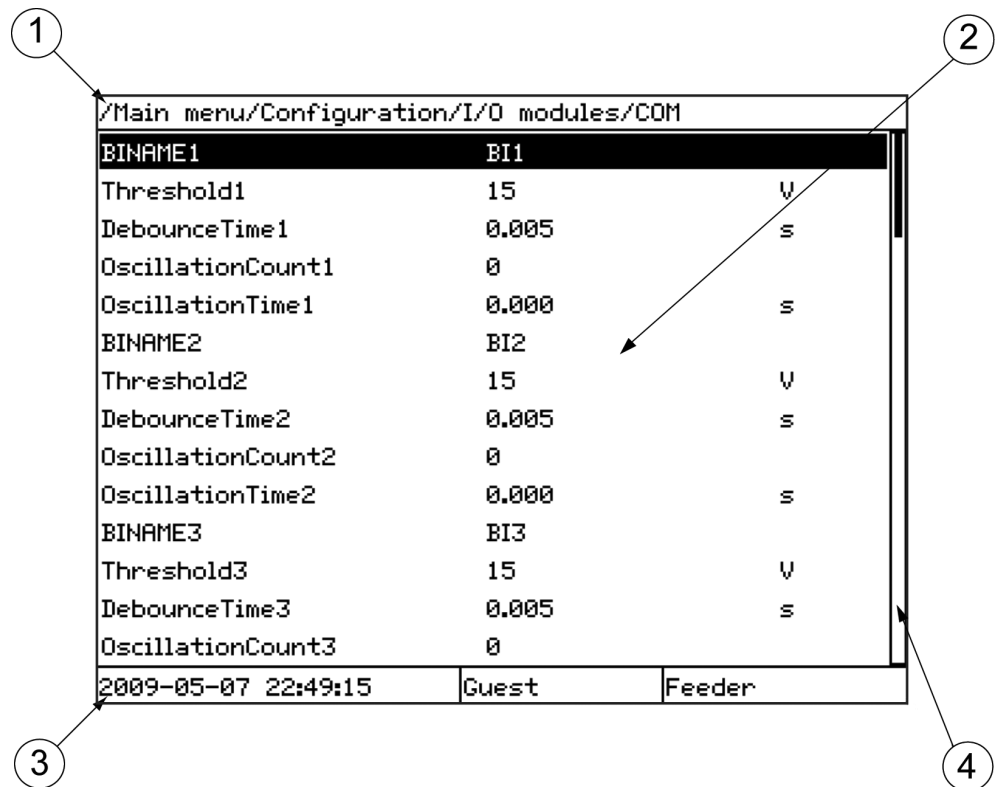 1
2
/Main menu/Configuration/I/O modules/COM
BINAME1 BI1
Threshold1 15 V
DebounceTime1 0.005 s
OscillationCount1 0
OscillationTime1 0.000 s
BINAME2 BI2
Threshold2 15 V
DebounceTime2 0.005 s
OscillationCount2 0
OscillationTime2 0.000 s
BINAME3 BI3
Threshold3 15 V
DebounceTime3 0.005 s
OscillationCount3 0
2009-05-07 22:49:15 Guest Feeder
3
4